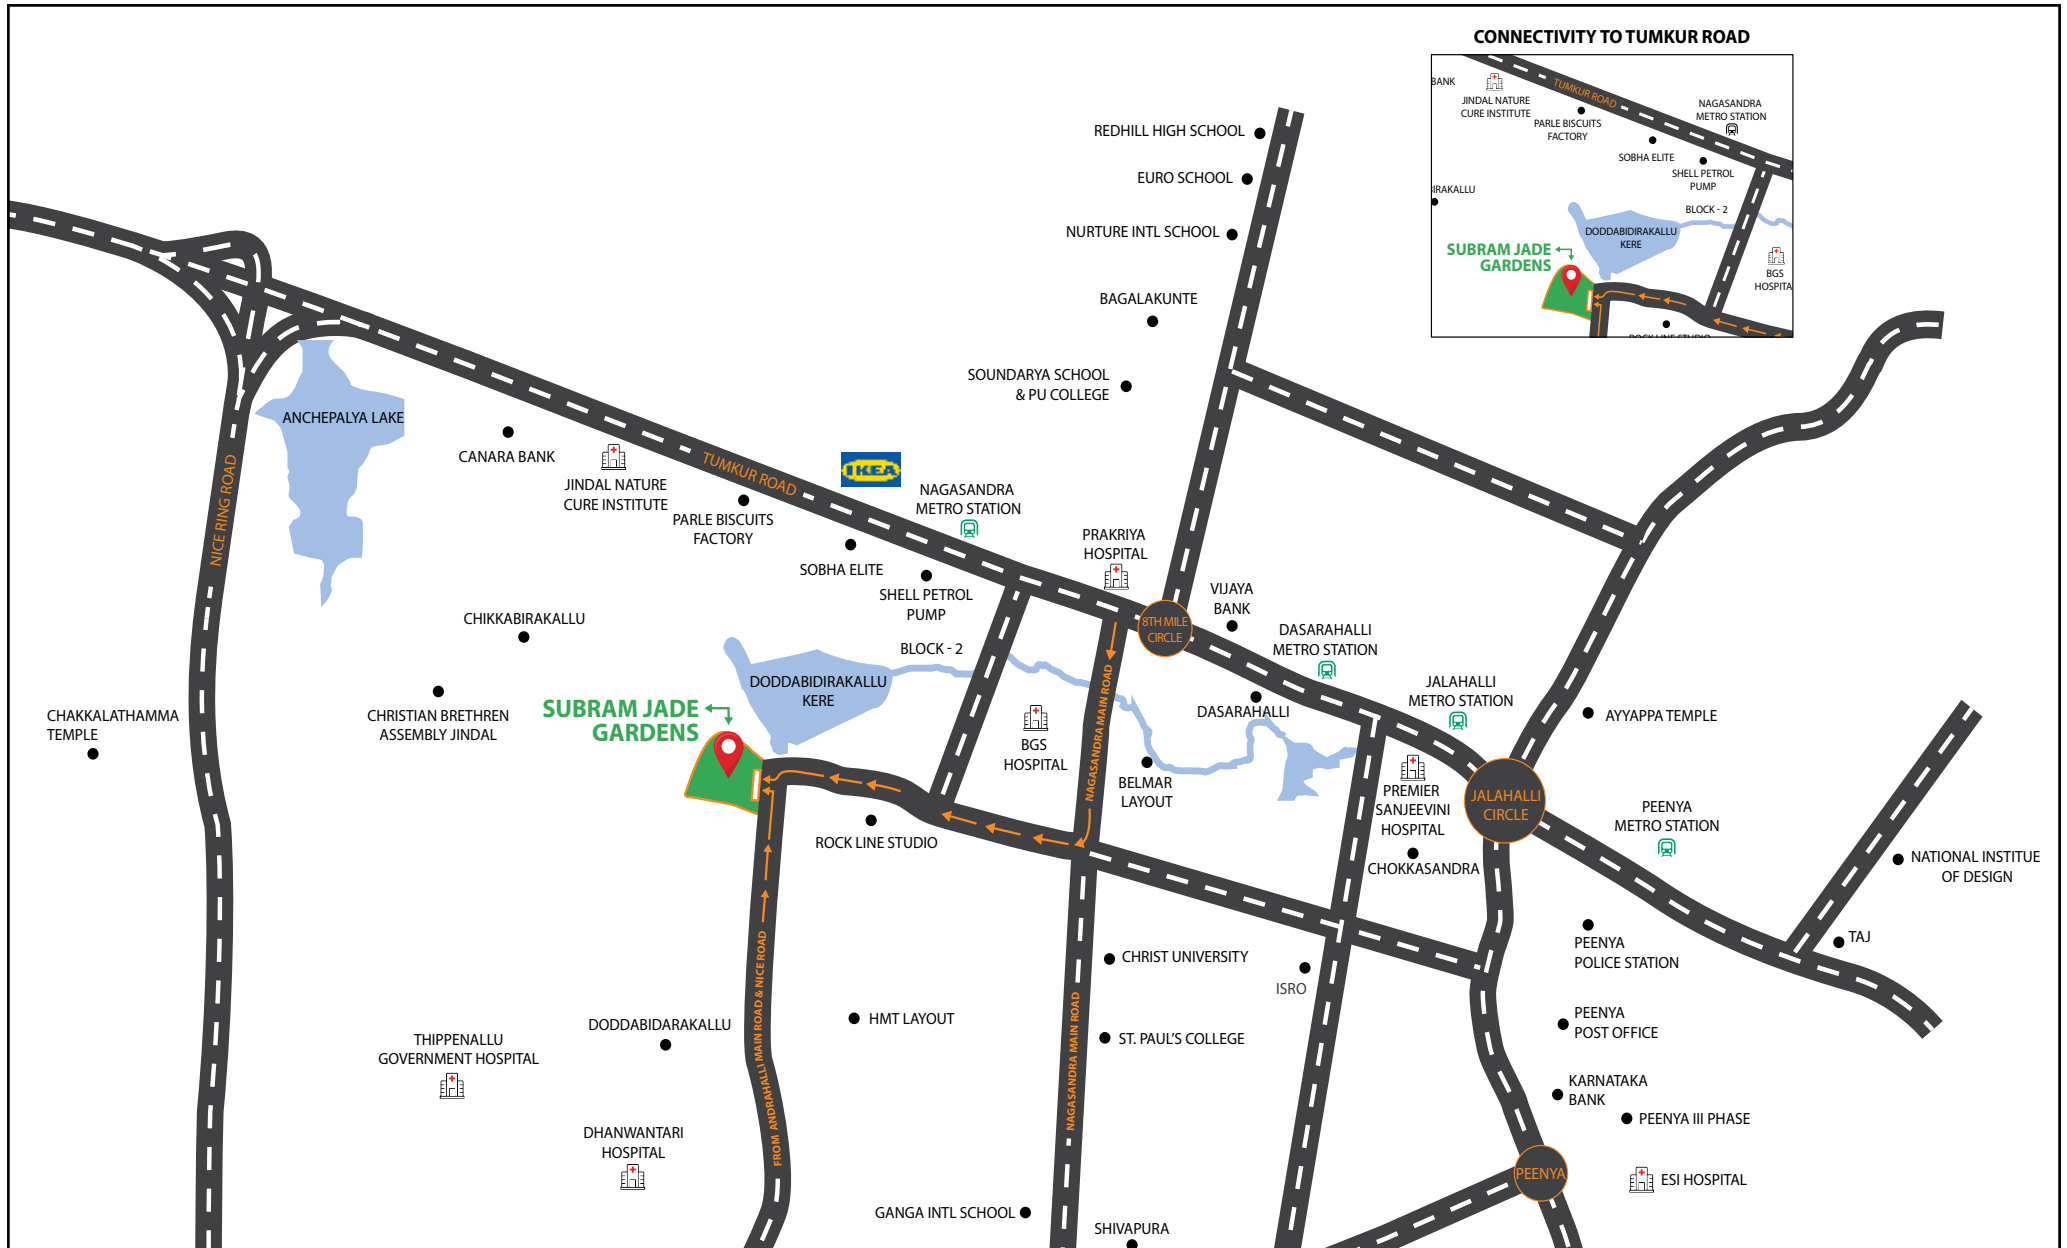 CONNECTIVITY TO TUMKUR ROAD
BANK
JINDAL NATURE
CURE INSTITUTE
TUMKUR ROAD
PARLE BISCUITS
FACTORY
NAGASANDRA
METRO STATION
SOBHA ELITE
SHELL PETROL
PUMP
IRAKALLU
BLOCK - 2
DODDABIDIRAKALLU
KERE
SUBRAM JADE
GARDENS
BGS
HOSPITA
ROCK LINE STUDIO
REDHILL HIGH SCHOOL
EURO SCHOOL
NURTURE INTL SCHOOL
BAGALAKUNTE
SOUNDARYA SCHOOL
& PU COLLEGE
ANCHEPALYA LAKE
NICE RING ROAD
CANARA BANK
JINDAL NATURE
CURE INSTITUTE
TUMKUR ROAD
IKEA
PARLE BISCUITS
FACTORY
NAGASANDRA
METRO STATION
SOBHA ELITE
SHELL PETROL
PUMP
PRAKRIYA
HOSPITAL
8TH MILE
CIRCLE
VIJAYA
BANK
DASARAHALLI
METRO STATION
JALAHALLI
METRO STATION
DASARAHALLI
AYYAPPA TEMPLE
CHIKKABIRAKALLU
BLOCK - 2
DODDABIDIRAKALLU
KERE
CHAKKALATHAMMA
TEMPLE
CHRISTIAN BRETHREN
ASSEMBLY JINDAL
SUBRAM JADE
GARDENS
BGS
HOSPITAL
NAGASANDRA MAIN ROAD
BELMAR
LAYOUT
PREMIER
SANJEEVINI
HOSPITAL
CHOKKASANDRA
JALAHALLI
CIRCLE
PEENYA
METRO STATION
NATIONAL INSTITUE
OF DESIGN
TAJ
ROCK LINE STUDIO
FROM ANDRAHALLI MAIN ROAD & NICE ROAD
CHRIST UNIVERSITY
ISRO
PEENYA
POLICE STATION
HMT LAYOUT
DODDABIDARAKALLU
NAGASANDRA MAIN ROAD
ST. PAUL'S COLLEGE
PEENYA
POST OFFICE
THIPPENALLU
GOVERNMENT HOSPITAL
KARNATAKA
BANK
PEENYA III PHASE
DHANWANTARI
HOSPITAL
PEENYA
ESI HOSPITAL
GANGA INTL SCHOOL
SHIVAPURA